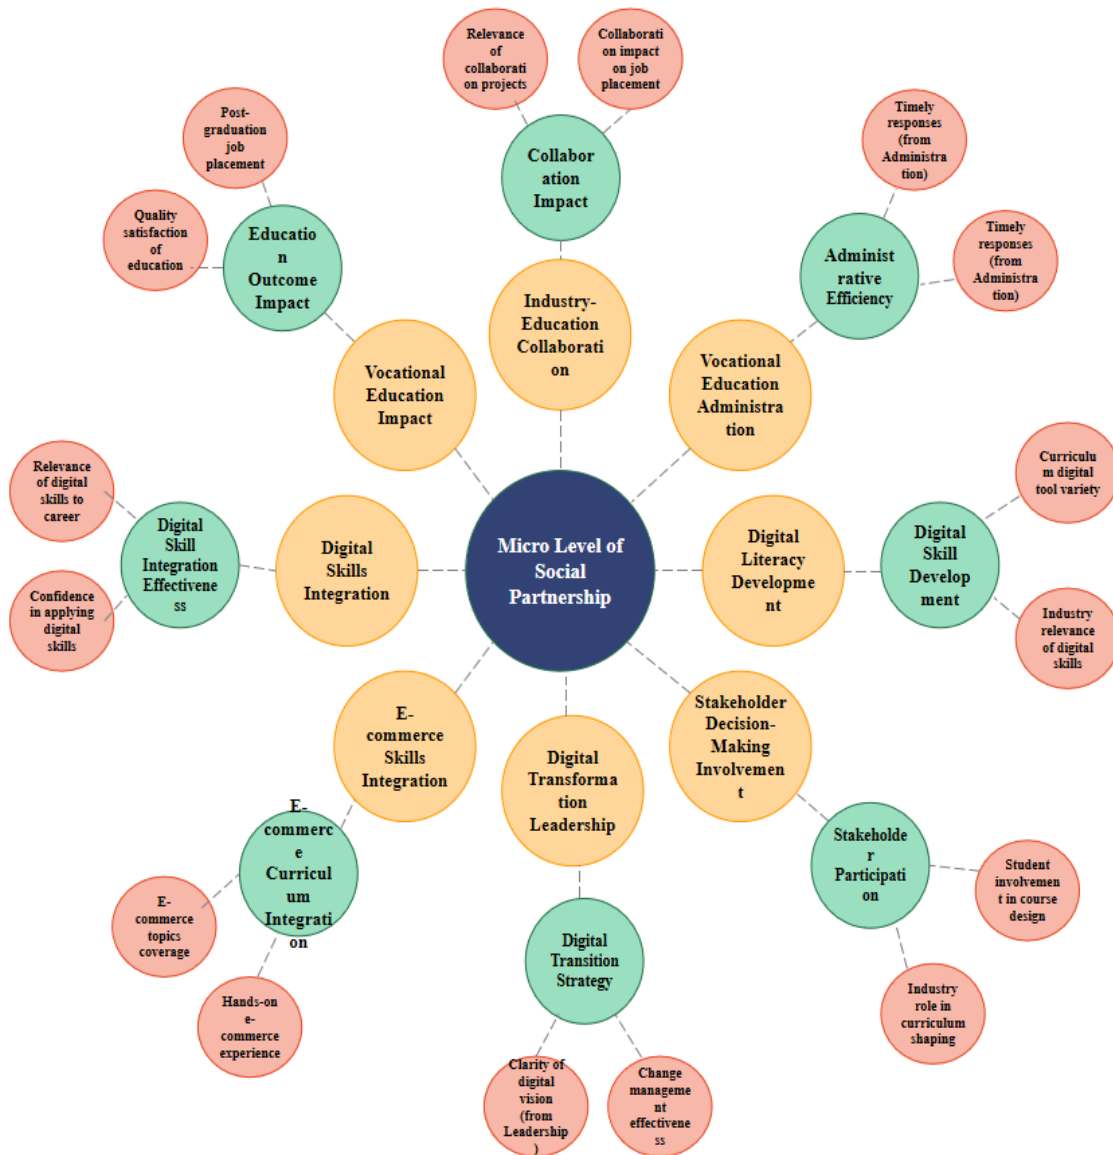 Relevance
of
collaborati
on projects
Collaborati
on impact
on job
placement
Post-
graduation
job
placement
Timely
responses
(from
Administra
tion)
Collabor
ation
Impact
Quality
satisfaction
of
education
Educatio
n
Outcome
Impact
Timely
responses
(from
Administra
tion)
Administ
rative
Efficiency
Industry-
Education
Collaborati
on
Vocational
Education
Impact
Vocational
Education
Administra
tion
Relevance
of digital
skills to
career
Curriculu
m digital
tool variety
Digital
Skill
Integration
Effectivene
ss
Digital
Skills
Integration
Micro Level of
Social
Partnership
Digital
Literacy
Developme
nt
Digital
Skill
Develop
ment
Confidence
in applying
digital
skills
Industry
relevance
of digital
skills
E-
commerce
Skills
Integration
Digital
Transforma
tion
Leadership
Stakeholder
Decision-
Making
Involvemen
t
E-
commerc
e
Curricul
um
Integrati
on
Stakeholde
r
Participati
on
Student
involvemen
t in course
design
E-
commerce
topics
coverage
Digital
Transition
Strategy
Hands-on
e-
commerce
experience
Industry
role in
curriculum
shaping
Clarity of
digital
vision
(from
Leadership
)
Change
manageme
nt
effectivene
ss